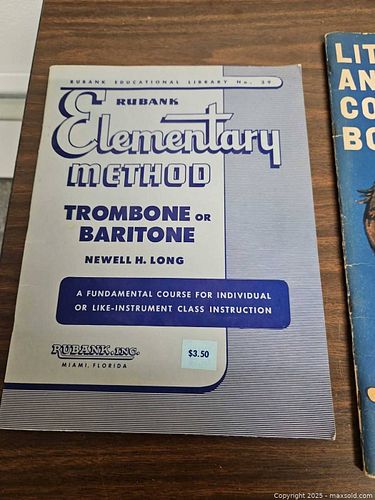 RUBANK EDUCATIONAL LIBRARY No. 39
RUBANK
Elementary
METHOD
TROMBONE OR
BARITONE
NEWELL H. LONG
A FUNDAMENTAL COURSE FOR INDIVIDUAL
OR LIKE-INSTRUMENT CLASS INSTRUCTION
RUBANK, INC.
MIAMI, FLORIDA
$3.50
LIT
AN
CO
BO
Copyright © 2025 - maxsold.com